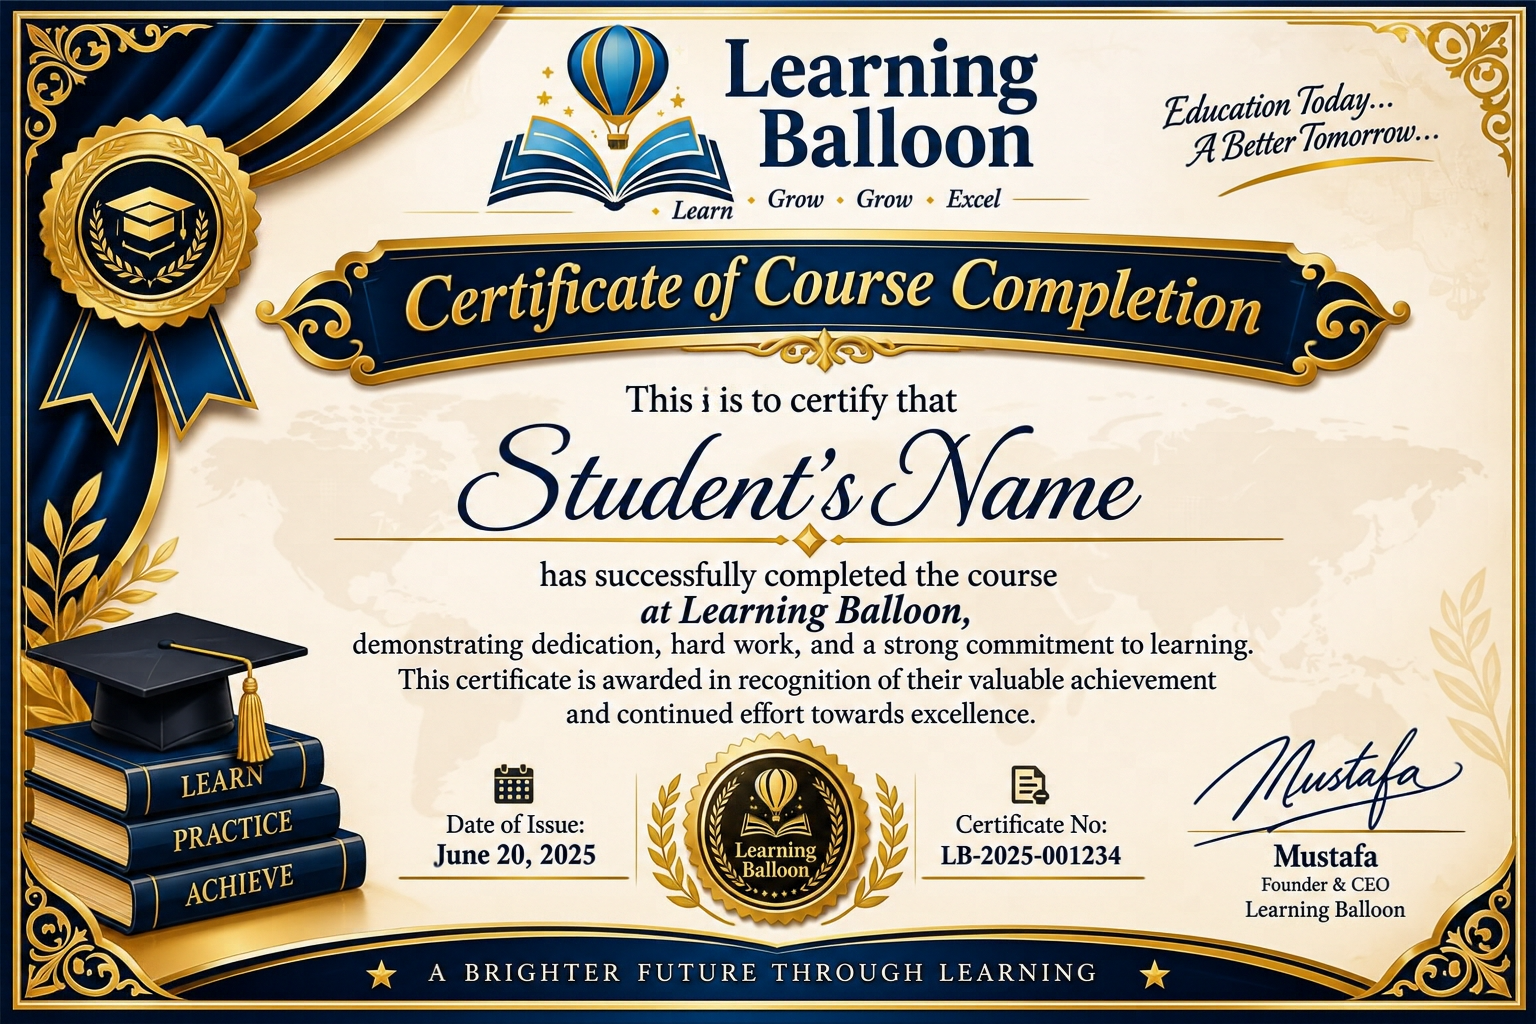 Learning
Balloon
Learn · Grow · Grow · Excel
Education Today...
A Better Tomorrow...
Certificate of Course Completion
This i is to certify that
Student's Name
has successfully completed the course
at Learning Balloon,
demonstrating dedication, hard work, and a strong commitment to learning.
This certificate is awarded in recognition of their valuable achievement
and continued effort towards excellence.
LEARN
PRACTICE
ACHIEVE
Date of Issue:
June 20, 2025
Learning
Balloon
Certificate No:
LB-2025-001234
Mustafa
Mustafa
Founder & CEO
Learning Balloon
A BRIGHTER FUTURE THROUGH LEARNING